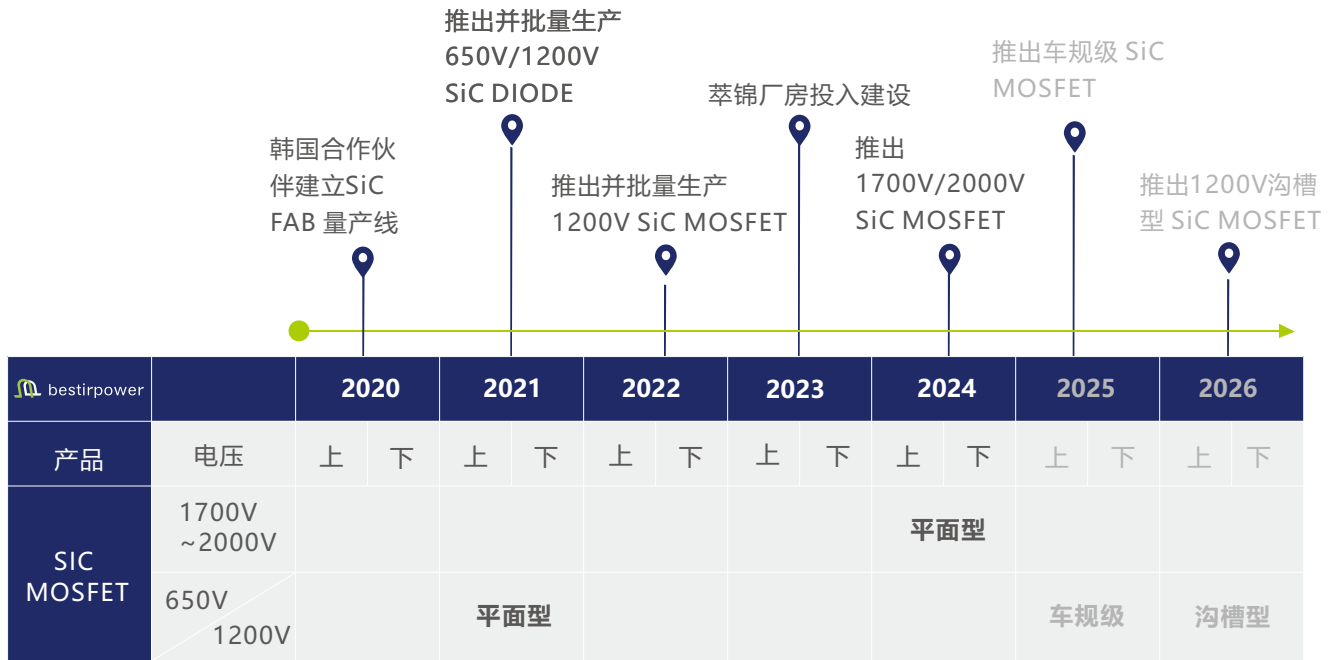 推出并批量生产
650V/1200V
SiC DIODE
推出车规级 SiC
MOSFET
萃锦厂房投入建设
韩国合作伙
伴建立SiC
FAB 量产线
推出并批量生产
1200V SiC MOSFET
推出
1700V/2000V
SiC MOSFET
推出1200V沟槽
型 SiC MOSFET
bestirpower 2020 2021 2022 2023 2024 2025 2026
产品 电压 上 下 上 下 上 下 上 下 上 下 上 下 上 下
SIC
MOSFET
1700V
~2000V
平面型
650V
1200V
平面型 车规级 沟槽型